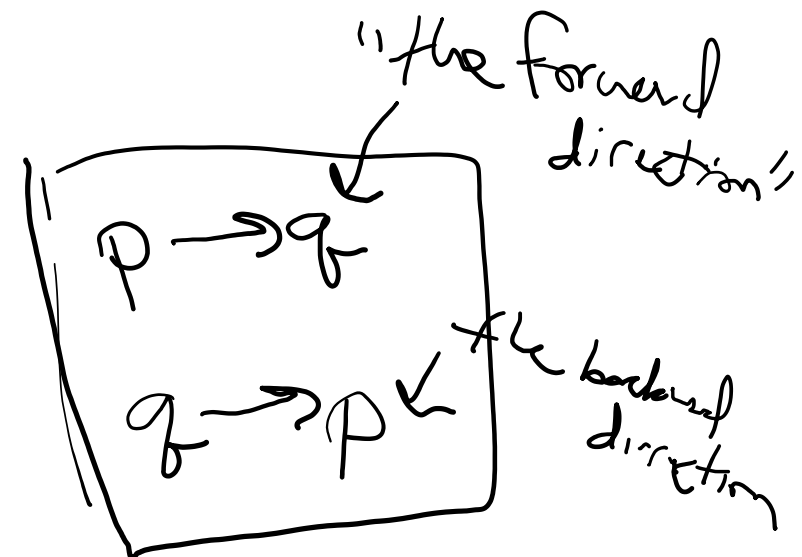 "the forward
direction"
p → q
the backward
direction
q → p